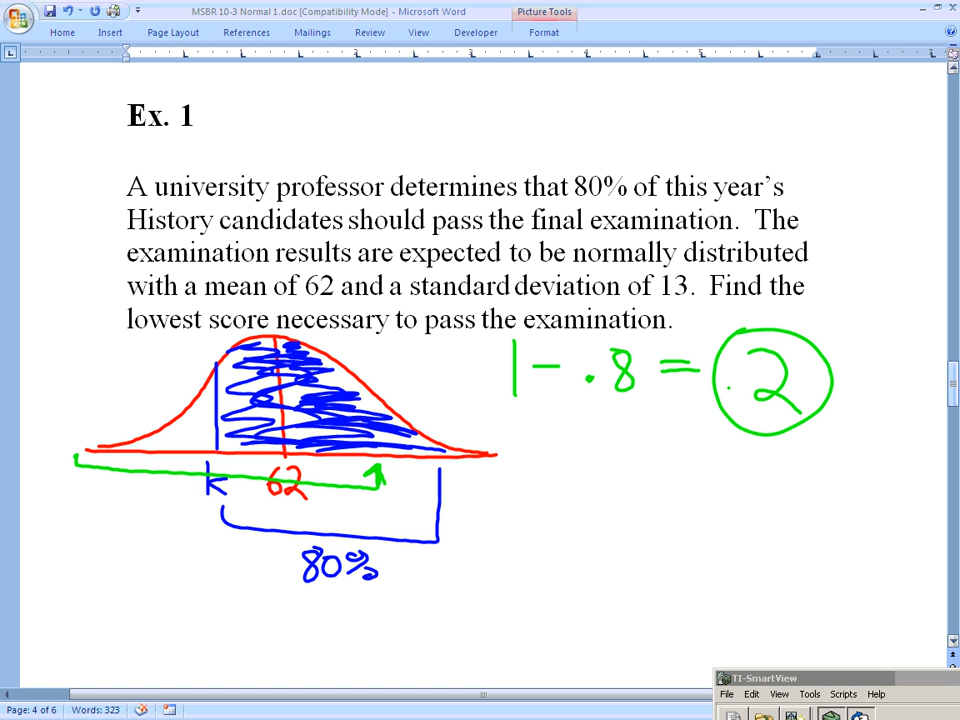 MSBR 10-3 Normal 1.doc [Compatibility Mode] - Microsoft Word
Picture Tools
Home Insert Page Layout References Mailings Review View Developer Format
Ex. 1
A university professor determines that 80% of this year's
History candidates should pass the final examination. The
examination results are expected to be normally distributed
with a mean of 62 and a standard deviation of 13. Find the
lowest score necessary to pass the examination.
1 - .8 = .2
k 62
80%
TI-SmartView
File Edit View Tools Scripts Help
Page: 4 of 6 Words: 323